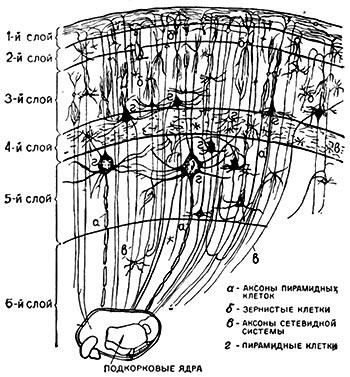 1-й слой
2-й слой
3-й слой
4-й слой
5-й слой
6-й слой
б
б
г
г
г
а
а
а
в
в
ПОДКОРКОВЫЕ ЯДРА
а - АКСОНЫ ПИРАМИДНЫХ
КЛЕТОК
б - ЗЕРНИСТЫЕ КЛЕТКИ
в - АКСОНЫ СЕТЕВИДНОЙ
СИСТЕМЫ
г - ПИРАМИДНЫЕ КЛЕТКИ